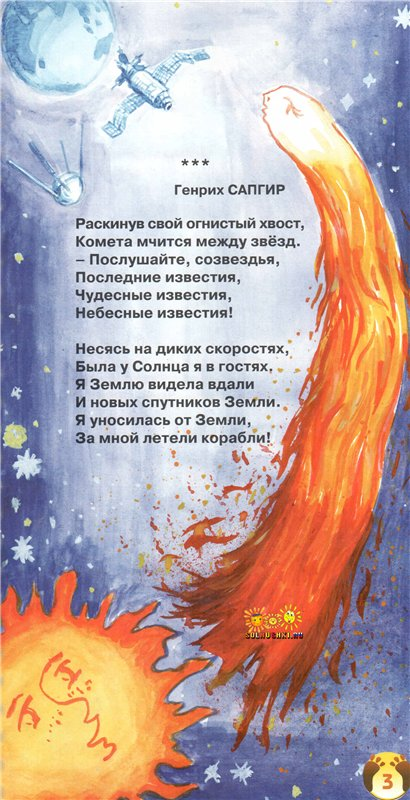 ***
Генрих САПГИР
Раскинув свой огнистый хвост,
Комета мчится между звёзд.
– Послушайте, созвездья,
Последние известия,
Чудесные известия,
Небесные известия!
Несясь на диких скоростях,
Была у Солнца я в гостях.
Я Землю видела вдали
И новых спутников Земли.
Я уносилась от Земли,
За мной летели корабли!
SOLNUSHKI.RU
3